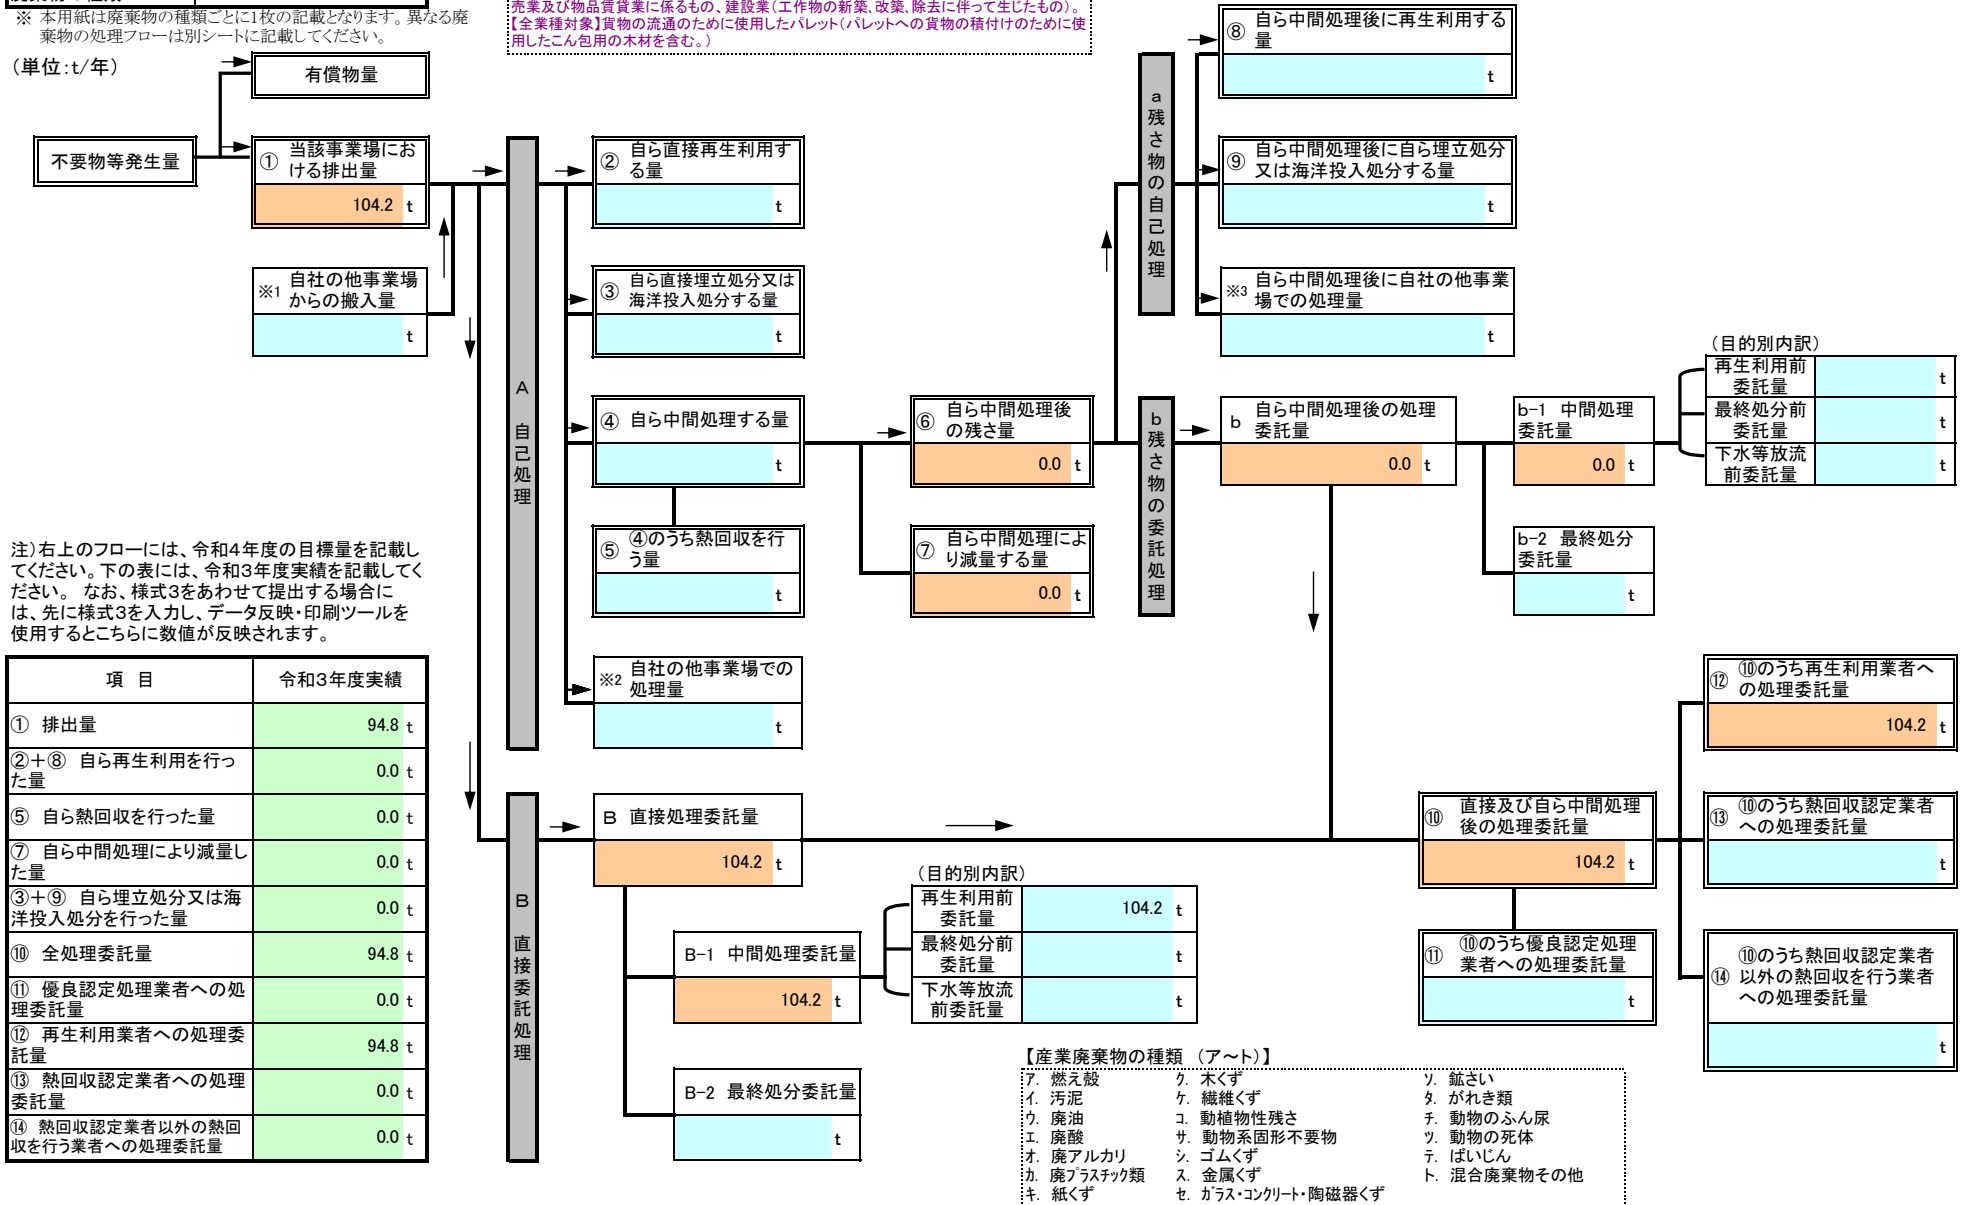 ※ 本用紙は廃棄物の種類ごとに1枚の記載となります。異なる廃
棄物の処理フローは別シートに記載してください。
売業及び物品賃貸業に係るもの、建設業(工作物の新築、改築、除去に伴って生じたもの)。
【全業種対象】貨物の流通のために使用したパレット(パレットへの貨物の積付けのために使
用したこん包用の木材を含む。)
(単位:t/年)
有償物量
不要物等発生量
① 当該事業場にお
ける排出量
104.2 t
※1 自社の他事業場
からの搬入量
t
A 自己処理
② 自ら直接再生利用す
る量
t
③ 自ら直接埋立処分又は
海洋投入処分する量
t
④ 自ら中間処理する量
t
⑤ ④のうち熱回収を行
う量
t
※2 自社の他事業場での
処理量
t
⑥ 自ら中間処理後
の残さ量
0.0 t
⑦ 自ら中間処理によ
り減量する量
0.0 t
a 残さ物の自己処理
⑧ 自ら中間処理後に再生利用する
量
t
⑨ 自ら中間処理後に自ら埋立処分
又は海洋投入処分する量
t
※3 自ら中間処理後に自社の他事業
場での処理量
t
b 残さ物の委託処理
b 自ら中間処理後の処理
委託量
0.0 t
b-1 中間処理
委託量
0.0 t
(目的別内訳)
再生利用前
委託量
t
最終処分前
委託量
t
下水等放流
前委託量
t
b-2 最終処分
委託量
t
注)右上のフローには、令和4年度の目標量を記載し
てください。下の表には、令和3年度実績を記載してく
ださい。 なお、様式3をあわせて提出する場合に
は、先に様式3を入力し、データ反映・印刷ツールを
使用するとこちらに数値が反映されます。
項 目 令和3年度実績
① 排出量 94.8 t
②+⑧ 自ら再生利用を行っ
た量 0.0 t
⑤ 自ら熱回収を行った量 0.0 t
⑦ 自ら中間処理により減量し
た量 0.0 t
③+⑨ 自ら埋立処分又は海
洋投入処分を行った量 0.0 t
⑩ 全処理委託量 94.8 t
⑪ 優良認定処理業者への処
理委託量 0.0 t
⑫ 再生利用業者への処理委
託量 94.8 t
⑬ 熱回収認定業者への処理
委託量 0.0 t
⑭ 熱回収認定業者以外の熱回
収を行う業者への処理委託量 0.0 t
B 直接委託処理
B 直接処理委託量
104.2 t
B-1 中間処理委託量
104.2 t
(目的別内訳)
再生利用前
委託量
104.2 t
最終処分前
委託量
t
下水等放流
前委託量
t
B-2 最終処分委託量
t
⑩ 直接及び自ら中間処理
後の処理委託量
104.2 t
⑪ ⑩のうち優良認定処理
業者への処理委託量
t
⑫ ⑩のうち再生利用業者へ
の処理委託量
104.2 t
⑬ ⑩のうち熱回収認定業者
への処理委託量
t
⑭ ⑩のうち熱回収認定業者
以外の熱回収を行う業者
への処理委託量
t
【産業廃棄物の種類 (ア~ト)】
ア. 燃え殻
イ. 汚泥
ウ. 廃油
エ. 廃酸
オ. 廃アルカリ
カ. 廃プラスチック類
キ. 紙くず
ク. 木くず
ケ. 繊維くず
コ. 動植物性残さ
サ. 動物系固形不要物
シ. ゴムくず
ス. 金属くず
セ. ガラス・コンクリート・陶磁器くず
ソ. 鉱さい
タ. がれき類
チ. 動物のふん尿
ツ. 動物の死体
テ. ばいじん
ト. 混合廃棄物その他